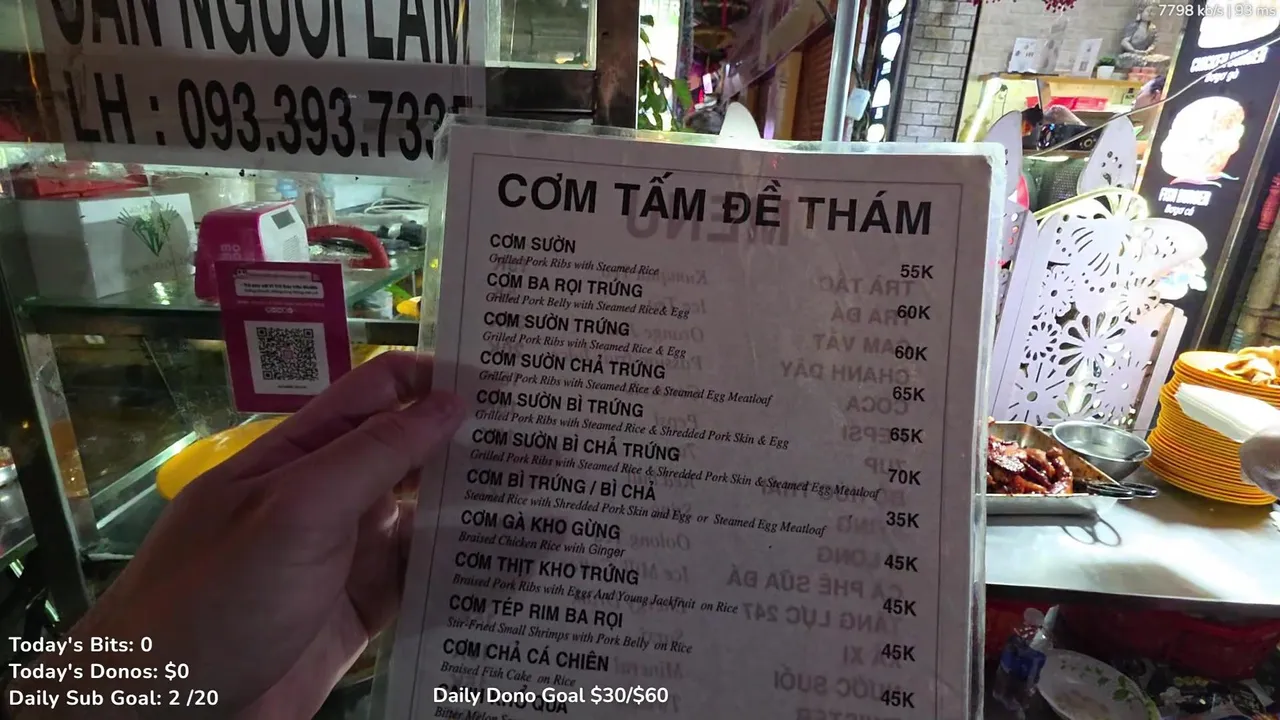 7798 kb/s | 93 ms
LH : 093.393.733
CƠM TẤM ĐỀ THÁM
CƠM SƯỜN
Grilled Pork Ribs with Steamed Rice
55K
CƠM BA RỌI TRỨNG
Grilled Pork Belly with Steamed Rice& Egg
60K
CƠM SƯỜN TRỨNG
Grilled Pork Ribs with Steamed Rice & Egg
60K
CƠM SƯỜN CHẢ TRỨNG
Grilled Pork Ribs with Steamed Rice & Steamed Egg Meatloaf
65K
CƠM SƯỜN BÌ TRỨNG
Grilled Pork Ribs with Steamed Rice & Shredded Pork Skin & Egg
65K
CƠM SƯỜN BÌ CHẢ TRỨNG
Grilled Pork Ribs with Steamed Rice & Shredded Pork Skin & Steamed Egg Meatloaf
70K
CƠM BÌ TRỨNG / BÌ CHẢ
Steamed Rice with Shredded Pork Skin and Egg or Steamed Egg Meatloaf
35K
CƠM GÀ KHO GỪNG
Braised Chicken Rice with Ginger
45K
CƠM THỊT KHO TRỨNG
Braised Pork Ribs with Eggs And Young Jackfruit on Rice
45K
CƠM TÉP RIM BA RỌI
Stir-Fried Small Shrimps with Pork Belly on Rice
45K
CƠM CHẢ CÁ CHIÊN
Braised Fish Cake on Rice
45K
Bitter Melon
Today's Bits: 0
Today's Donos: $0
Daily Sub Goal: 2 /20
Daily Dono Goal $30/$60